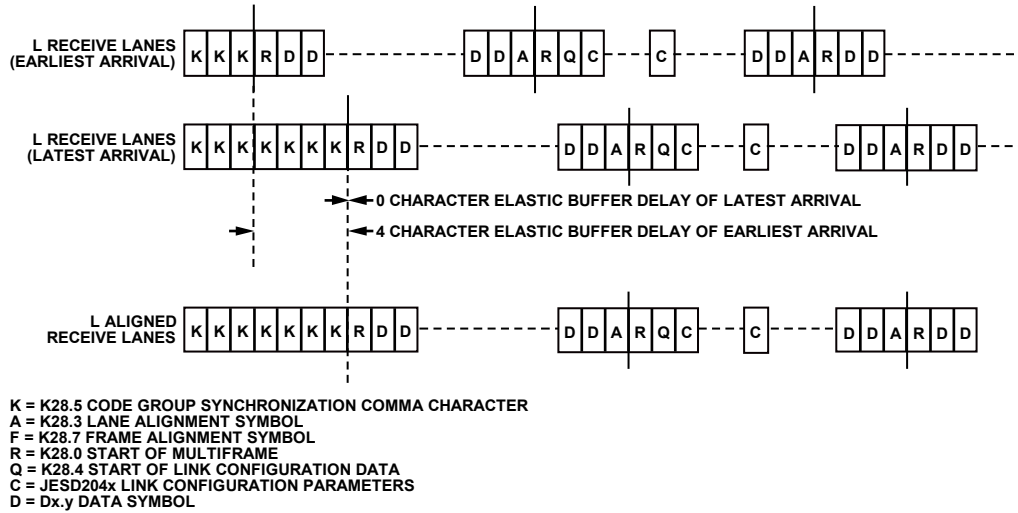 L RECEIVE LANES
(EARLIEST ARRIVAL)
K K K R D D D D A R Q C C D D A R D D
L RECEIVE LANES
(LATEST ARRIVAL)
K K K K K K K R D D D D A R Q C C D D A R D D
0 CHARACTER ELASTIC BUFFER DELAY OF LATEST ARRIVAL
4 CHARACTER ELASTIC BUFFER DELAY OF EARLIEST ARRIVAL
L ALIGNED
RECEIVE LANES
K K K K K K K R D D D D A R Q C C D D A R D D
K = K28.5 CODE GROUP SYNCHRONIZATION COMMA CHARACTER
A = K28.3 LANE ALIGNMENT SYMBOL
F = K28.7 FRAME ALIGNMENT SYMBOL
R = K28.0 START OF MULTIFRAME
Q = K28.4 START OF LINK CONFIGURATION DATA
C = JESD204x LINK CONFIGURATION PARAMETERS
D = Dx.y DATA SYMBOL